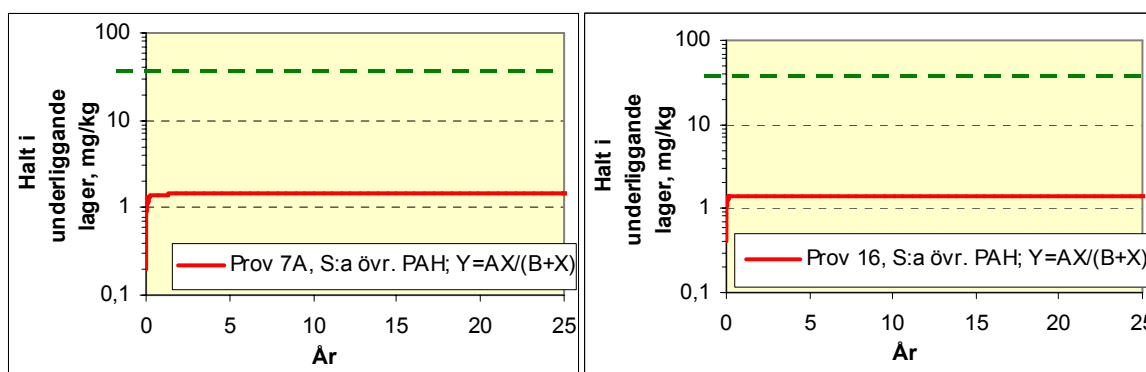 100
10
1
0,1
Halt i
underliggande
lager, mg/kg
Prov 7A, S:a övr. PAH; Y=AX/(B+X)
0 5 10 15 20 25
År
100
10
1
0,1
Halt i
underliggande
lager, mg/kg
Prov 16, S:a övr. PAH; Y=AX/(B+X)
0 5 10 15 20 25
År